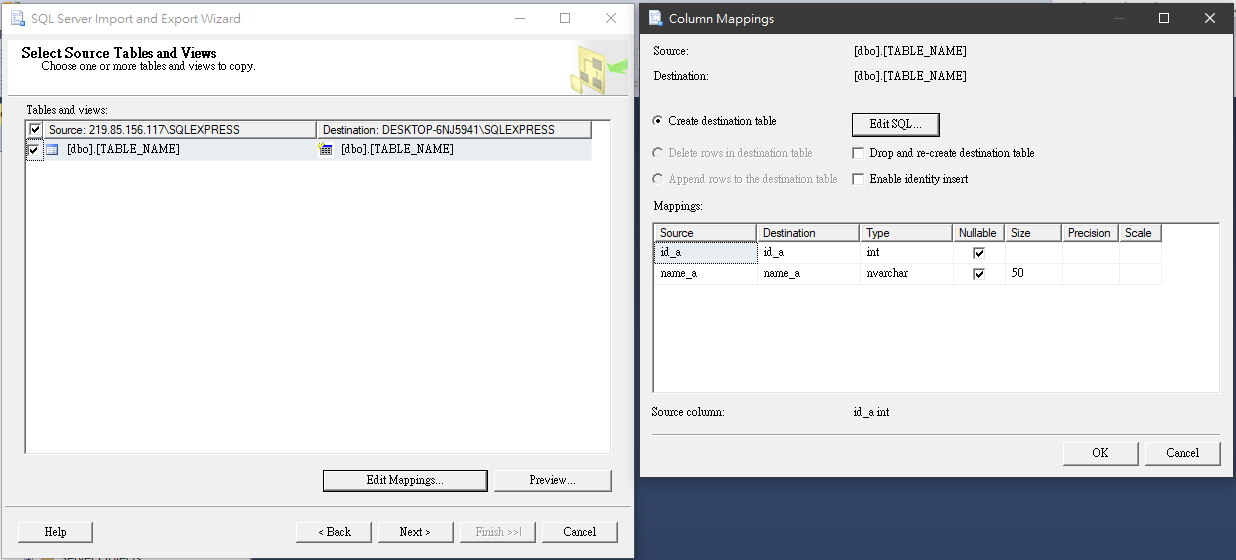 SQL Server Import and Export Wizard
Select Source Tables and Views
Choose one or more tables and views to copy.
Tables and views:
Source: 219.85.156.117\SQLEXPRESS
Destination: DESKTOP-6NJ5941\SQLEXPRESS
[dbo].[TABLE_NAME]
[dbo].[TABLE_NAME]
Edit Mappings...
Preview...
Help
< Back
Next >
Finish >>|
Cancel
Column Mappings
Source: [dbo].[TABLE_NAME]
Destination: [dbo].[TABLE_NAME]
Create destination table
Edit SQL...
Delete rows in destination table
Drop and re-create destination table
Append rows to the destination table
Enable identity insert
Mappings:
Source Destination Type Nullable Size Precision Scale
id_a id_a int
name_a name_a nvarchar 50
Source column: id_a int
OK
Cancel